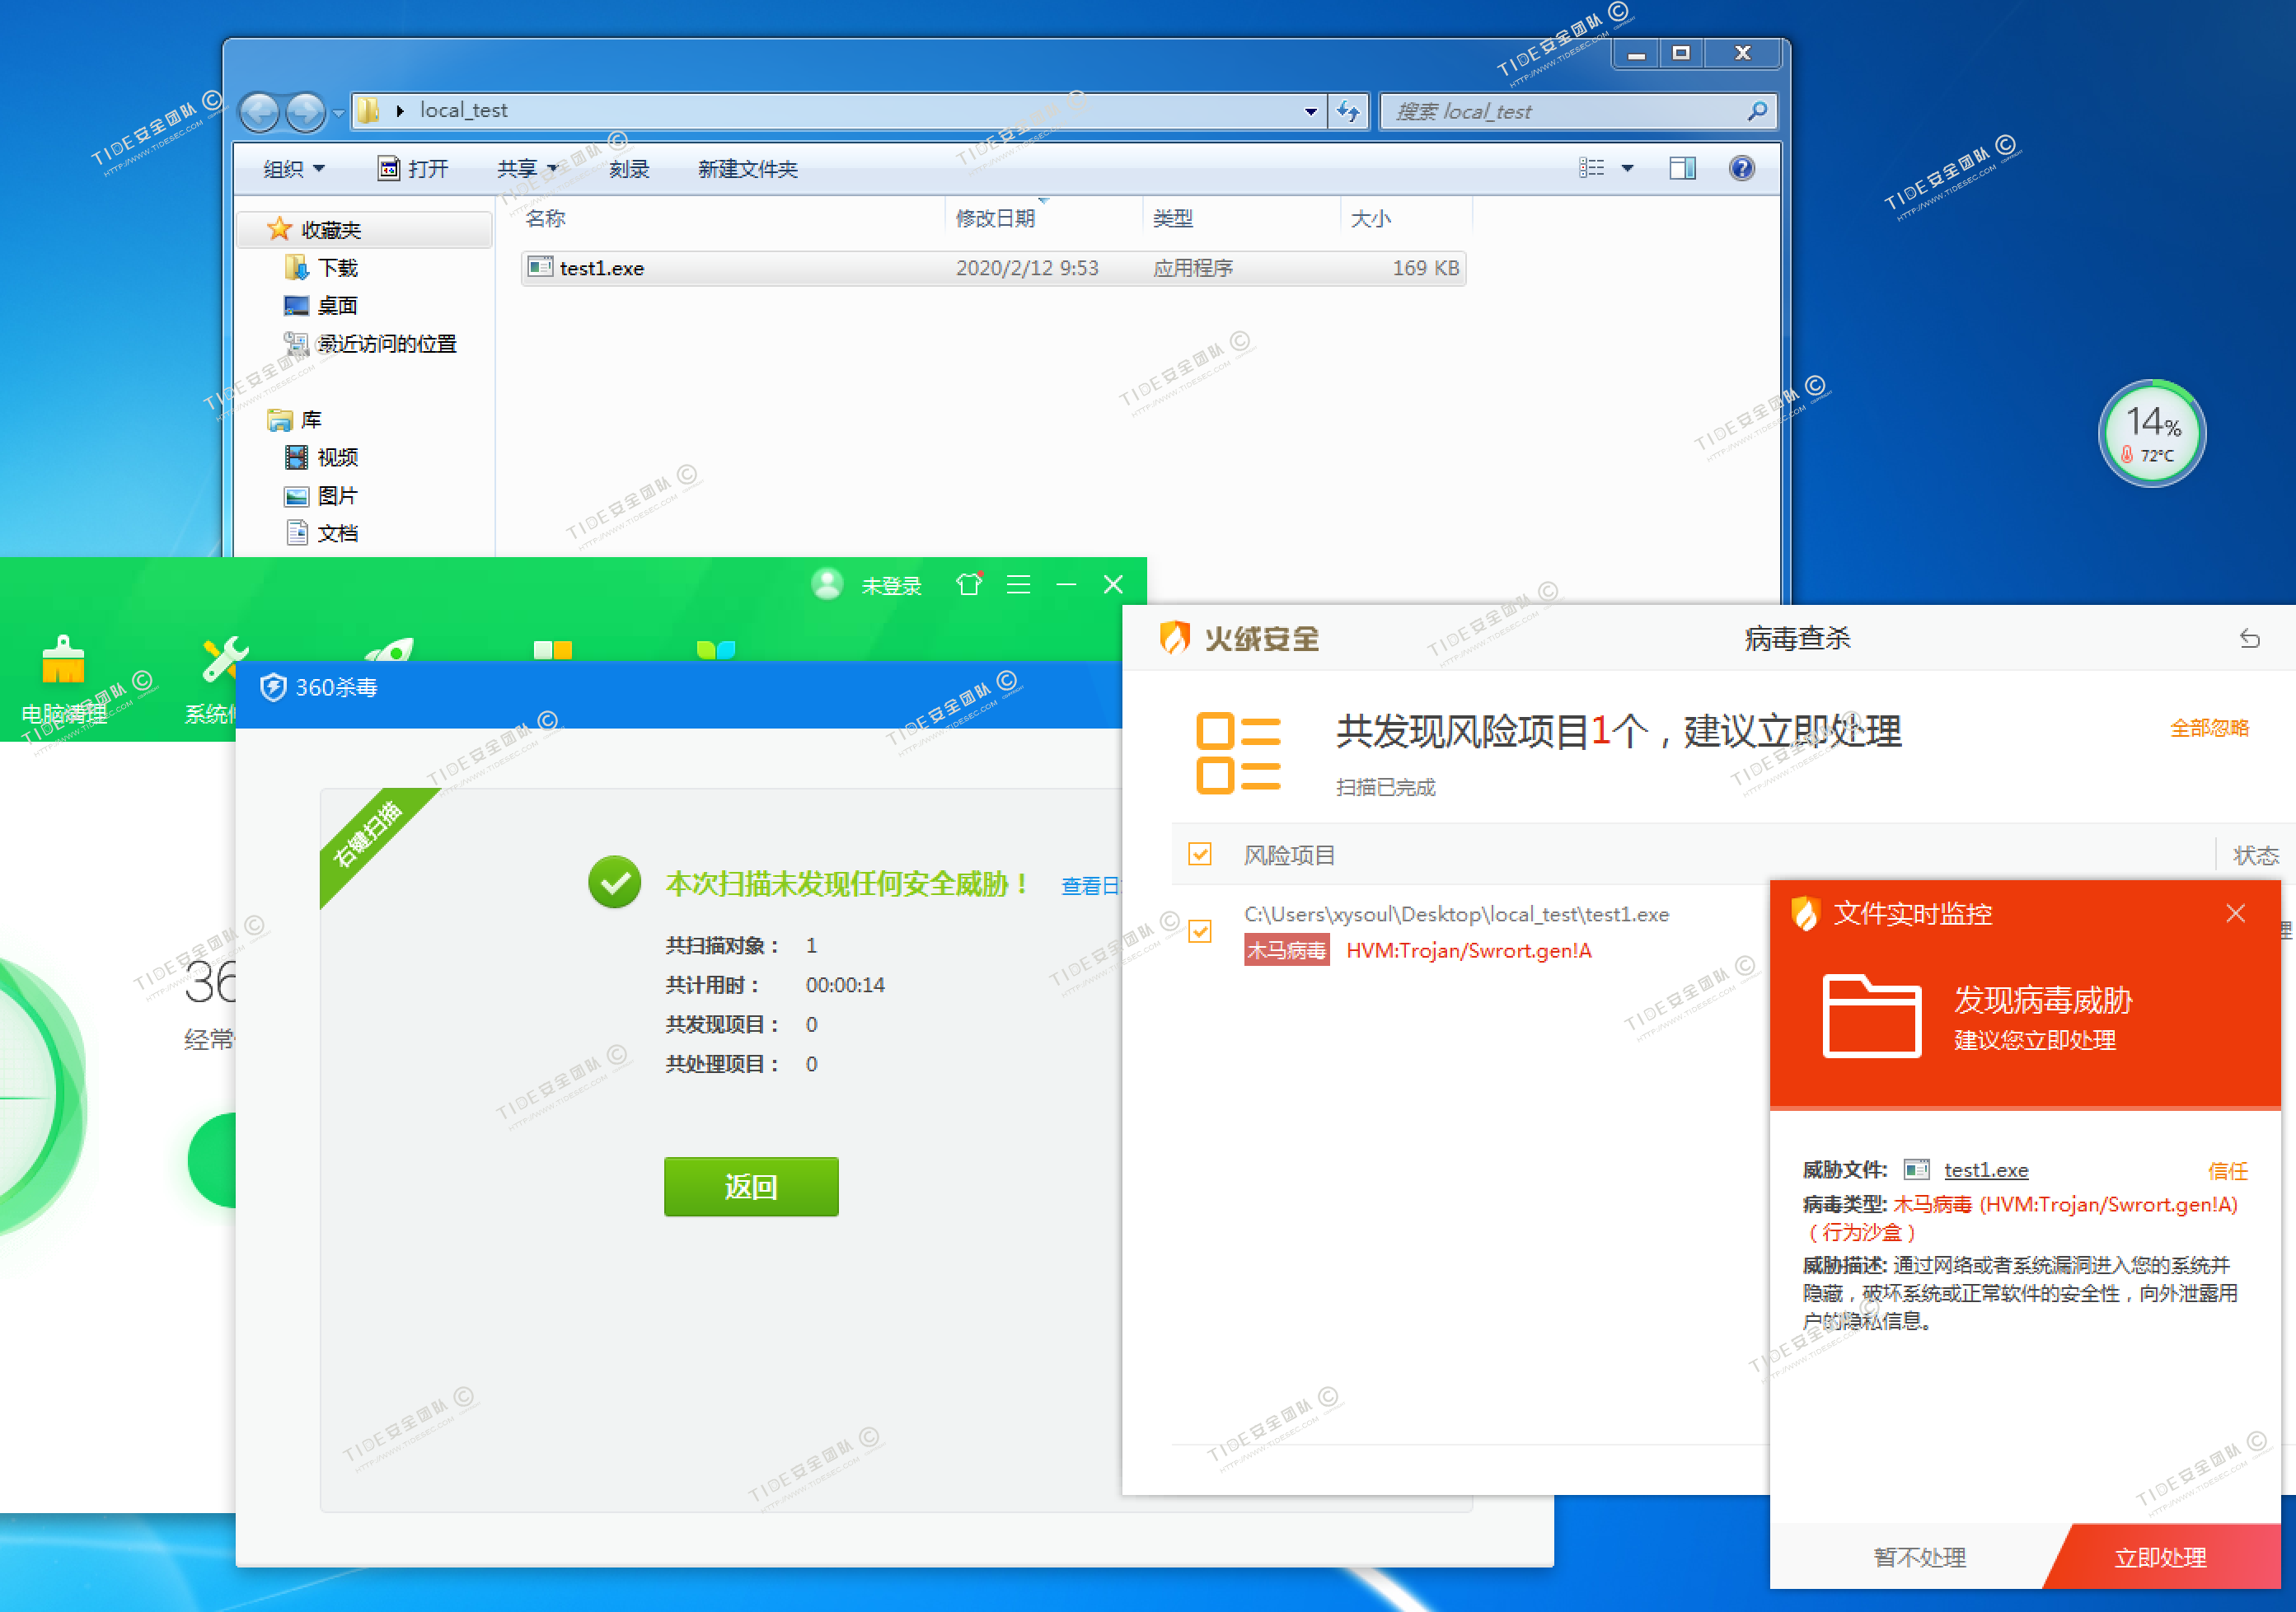 local_test
搜索 local_test
组织
打开
共享
刻录
新建文件夹
名称
修改日期
类型
大小
收藏夹
test1.exe
2020/2/12 9:53
应用程序
169 KB
下载
桌面
最近访问的位置
库
视频
图片
文档
14%
72°C
未登录
电脑清理
系统
36
经常
360杀毒
右键扫描
本次扫描未发现任何安全威胁！
查看日
共扫描对象： 1
共计用时： 00:00:14
共发现项目： 0
共处理项目： 0
返回
火绒安全
病毒查杀
共发现风险项目1个，建议立即处理
全部忽略
扫描已完成
风险项目
状态
C:\Users\xysoul\Desktop\local_test\test1.exe
木马病毒 HVM:Trojan/Swrort.gen!A
理
文件实时监控
发现病毒威胁
建议您立即处理
威胁文件: test1.exe 信任
病毒类型: 木马病毒 (HVM:Trojan/Swrort.gen!A)
（行为沙盒）
威胁描述: 通过网络或者系统漏洞进入您的系统并
隐藏，破坏系统或正常软件的安全性，向外泄露用
户的隐私信息。
暂不处理
立即处理
TIDE安全团队 ©
HTTP://WWW.TIDESEC.COM